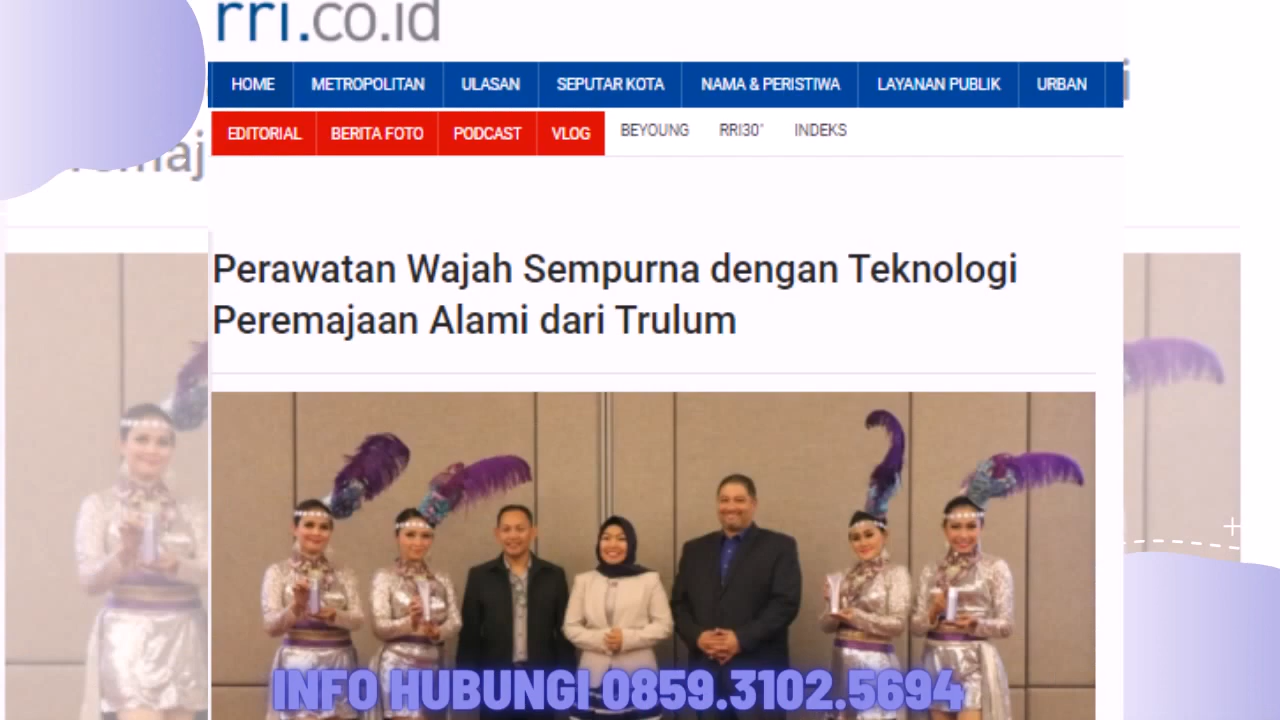 rri.co.id
HOME METROPOLITAN ULASAN SEPUTAR KOTA NAMA & PERISTIWA LAYANAN PUBLIK URBAN
EDITORIAL BERITA FOTO PODCAST VLOG BEYOUNG RRI30° INDEKS
Perawatan Wajah Sempurna dengan Teknologi
Peremajaan Alami dari Trulum
INFO HUBUNGI 0859.3102.5694